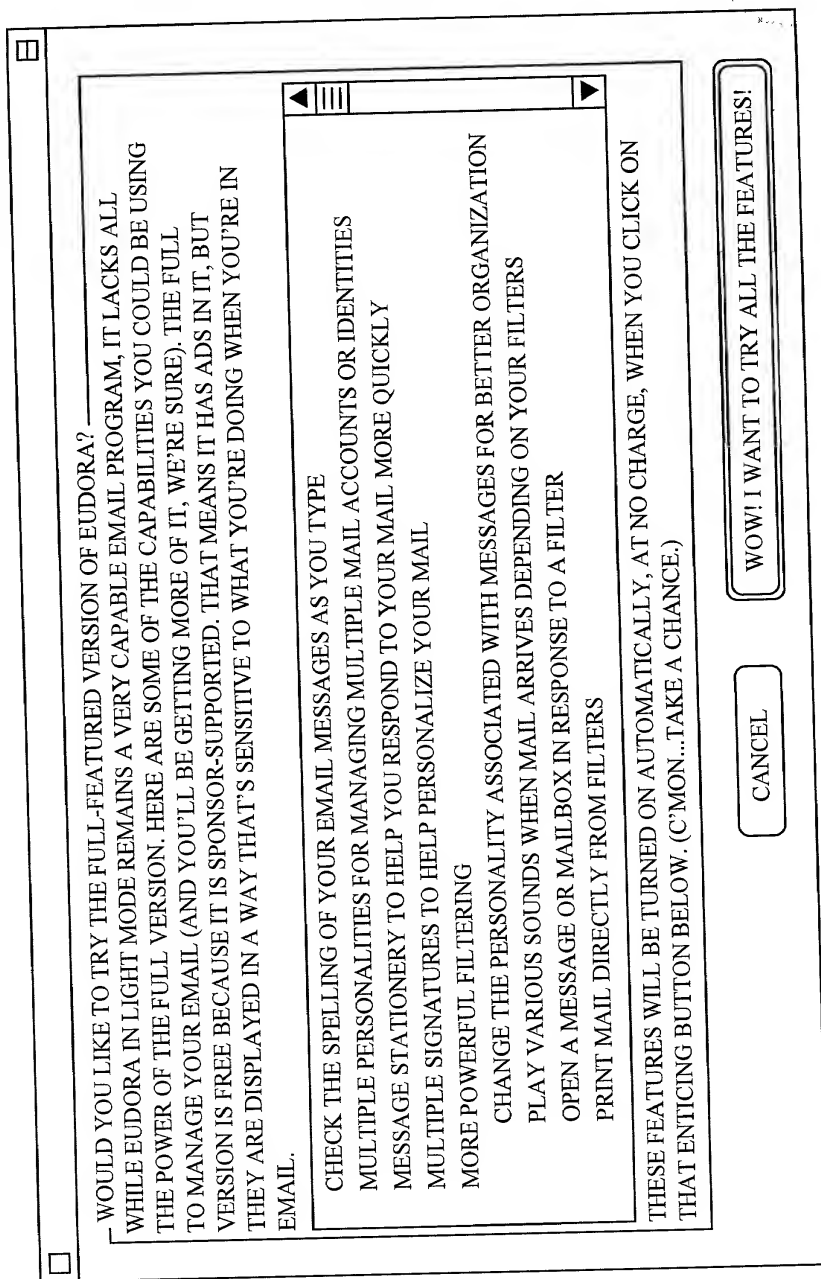 WOULD YOU LIKE TO TRY THE FULL-FEATURED VERSION OF EUDORA?
WHILE EUDORA IN LIGHT MODE REMAINS A VERY CAPABLE EMAIL PROGRAM, IT LACKS ALL
THE POWER OF THE FULL VERSION. HERE ARE SOME OF THE CAPABILITIES YOU COULD BE USING
TO MANAGE YOUR EMAIL (AND YOU'LL BE GETTING MORE OF IT, WE'RE SURE). THE FULL
VERSION IS FREE BECAUSE IT IS SPONSOR-SUPPORTED. THAT MEANS IT HAS ADS IN IT, BUT
THEY ARE DISPLAYED IN A WAY THAT'S SENSITIVE TO WHAT YOU'RE DOING WHEN YOU'RE IN
EMAIL.
CHECK THE SPELLING OF YOUR EMAIL MESSAGES AS YOU TYPE
MULTIPLE PERSONALITIES FOR MANAGING MULTIPLE MAIL ACCOUNTS OR IDENTITIES
MESSAGE STATIONERY TO HELP YOU RESPOND TO YOUR MAIL MORE QUICKLY
MULTIPLE SIGNATURES TO HELP PERSONALIZE YOUR MAIL
MORE POWERFUL FILTERING
CHANGE THE PERSONALITY ASSOCIATED WITH MESSAGES FOR BETTER ORGANIZATION
PLAY VARIOUS SOUNDS WHEN MAIL ARRIVES DEPENDING ON YOUR FILTERS
OPEN A MESSAGE OR MAILBOX IN RESPONSE TO A FILTER
PRINT MAIL DIRECTLY FROM FILTERS
THESE FEATURES WILL BE TURNED ON AUTOMATICALLY, AT NO CHARGE, WHEN YOU CLICK ON
THAT ENTICING BUTTON BELOW. (C'MON...TAKE A CHANCE.)
CANCEL
WOW! I WANT TO TRY ALL THE FEATURES!